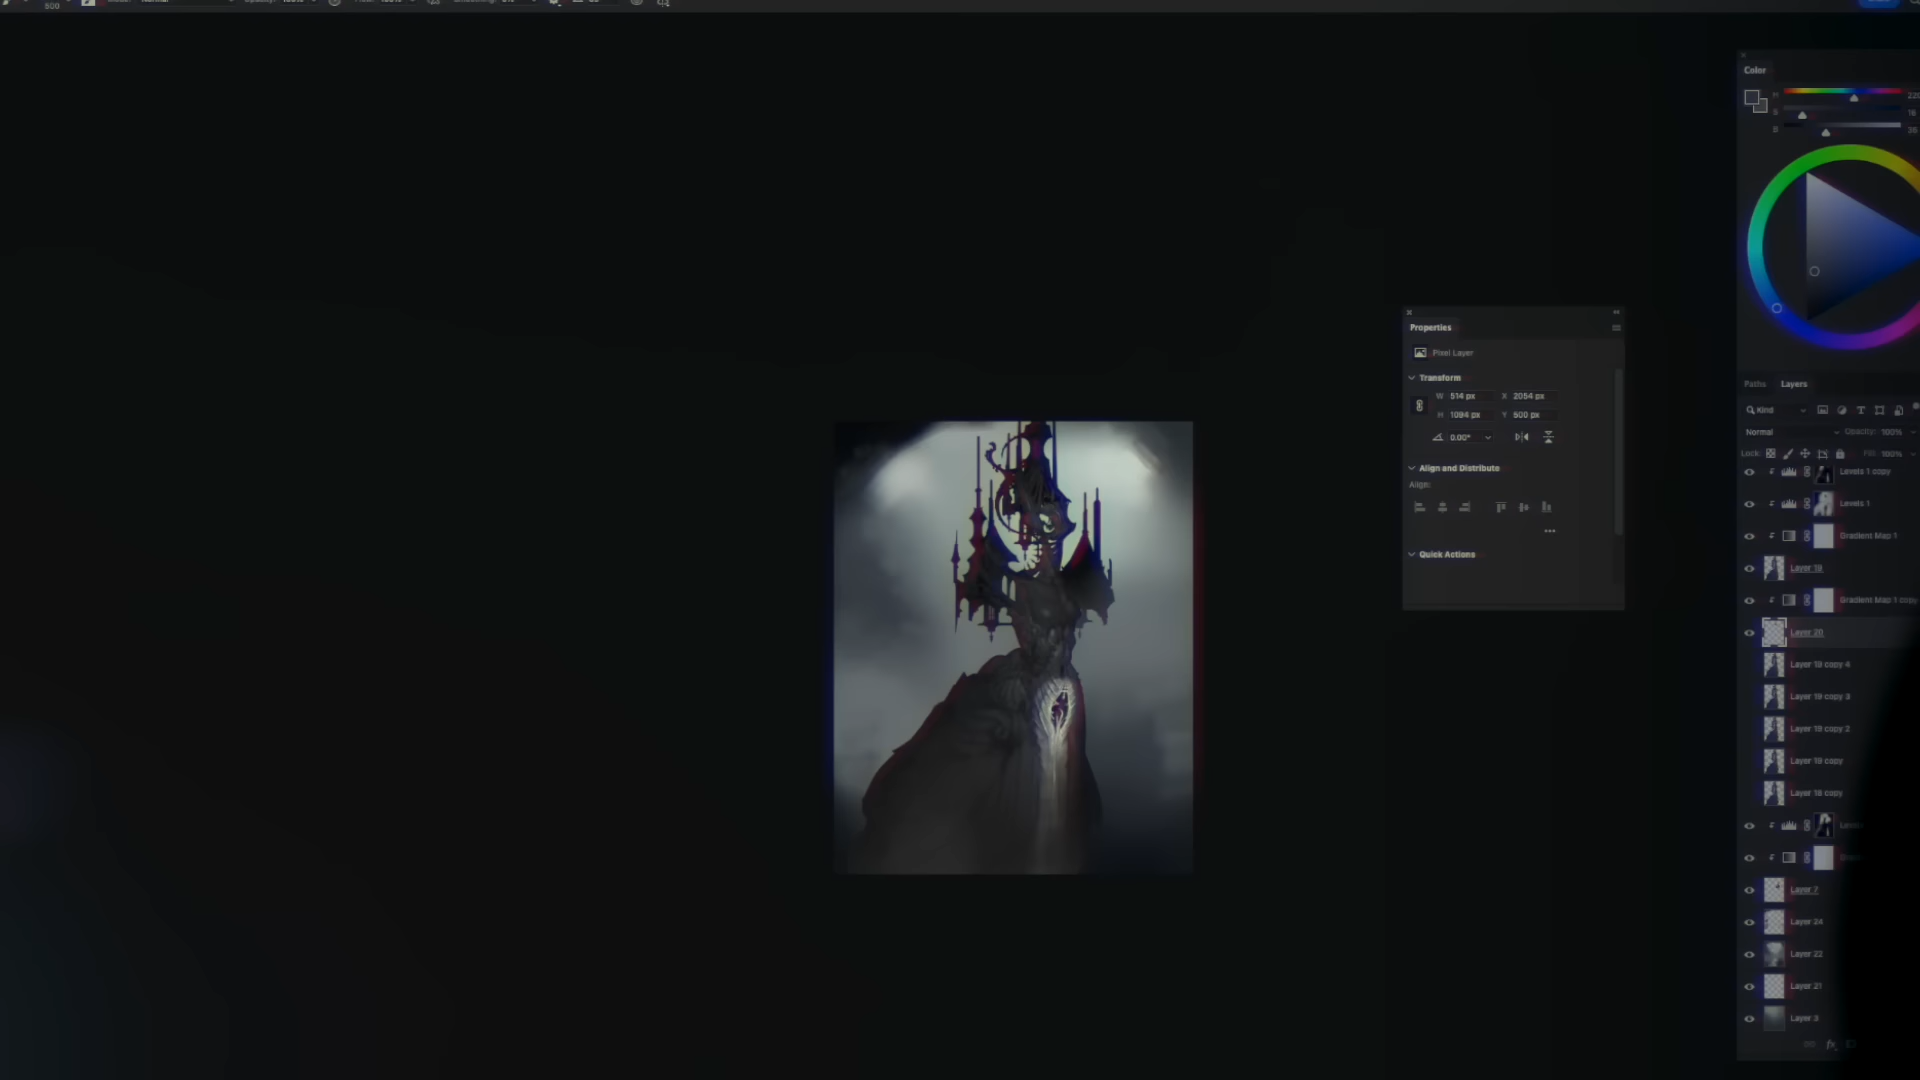 800
Color
H
S
18
B
Properties
Pixel Layer
Transform
W 514 px X 2054 px
H 1094 px Y 500 px
0.00°
Align and Distribute
Align:
Quick Actions
Paths Layers
Kind
Normal Opacity: 100%
Lock: Fill: 100%
Levels 1 copy
Levels 1
Gradient Map 1
Layer 19
Gradient Map 1 copy
Layer 20
Layer 19 copy 4
Layer 19 copy 3
Layer 19 copy 2
Layer 19 copy
Layer 18 copy
Layer 7
Layer 24
Layer 22
Layer 21
Layer 3
fx